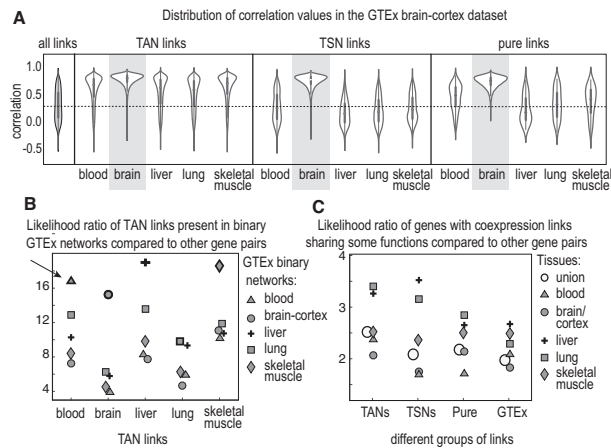 Distribution of correlation values in the GTEx brain-cortex dataset
A
all links TAN links TSN links pure links
correlation
1.0
0.5
0.0
-0.5
blood brain liver lung skeletal muscle blood brain liver lung skeletal muscle blood brain liver lung skeletal muscle
B
Likelihood ratio of TAN links present in binary
GTEx networks compared to other gene pairs
16
12
8
4
blood brain liver lung skeletal muscle
TAN links
GTEx binary
networks:
blood
brain-cortex
liver
lung
skeletal
muscle
C
Likelihood ratio of genes with coexpression links
sharing some functions compared to other gene pairs
4
3
2
TANs TSNs Pure GTEx
different groups of links
Tissues:
union
blood
brain/
cortex
liver
lung
skeletal
muscle